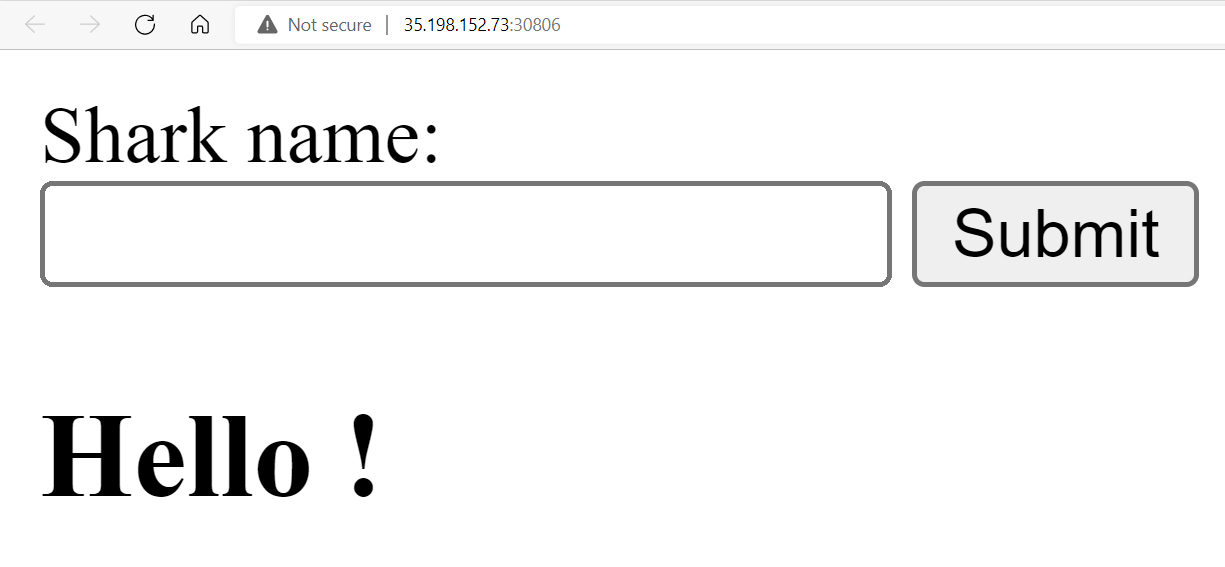 Not secure | 35.198.152.73:30806
Shark name:
Submit
Hello !